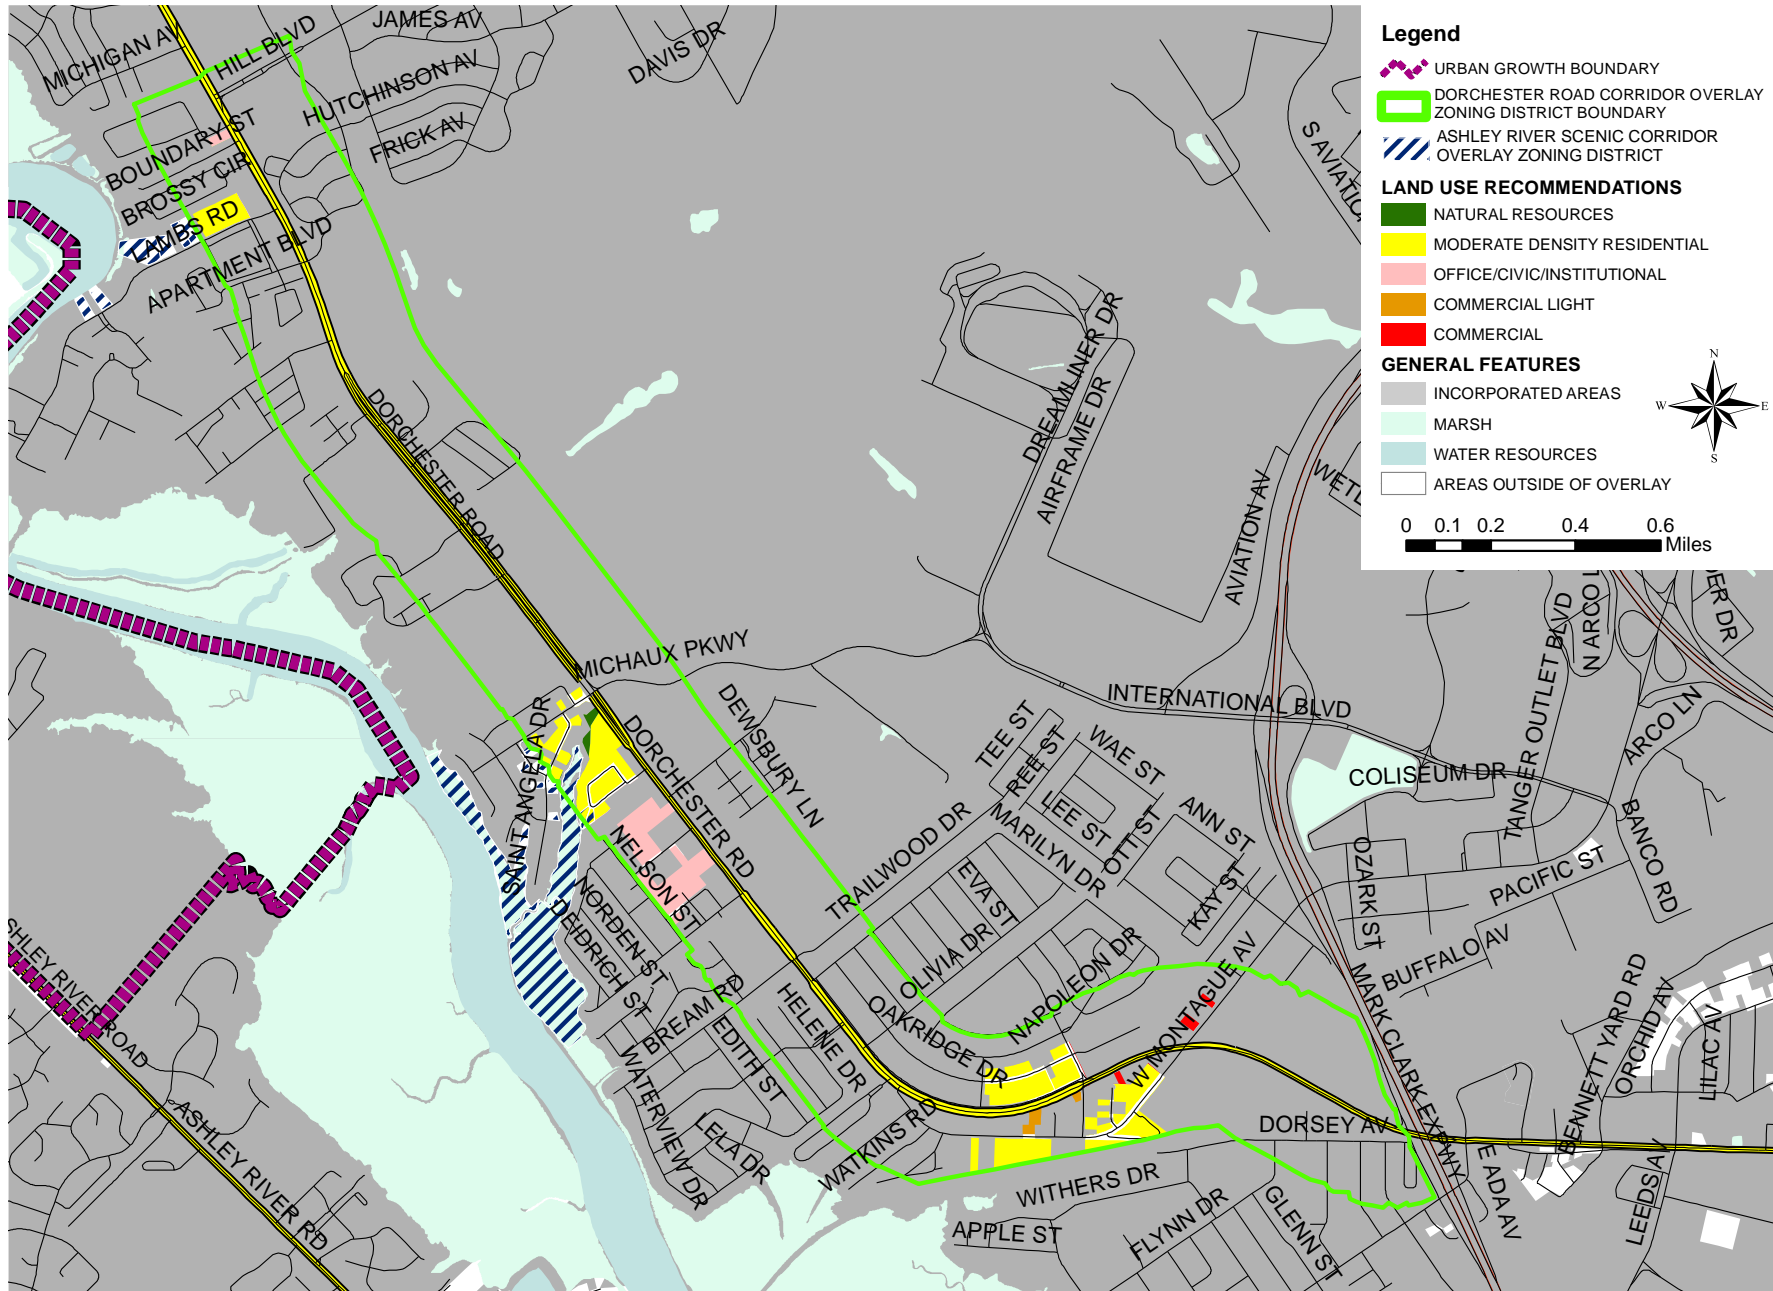 JAMES AV
MICHIGAN AV
HILL BLVD
DAVIS DR
HUTCHINSON AV
FRICK AV
BOUNDARY ST
BROSSY CIR
LAMBS RD
APARTMENT BLVD
S AVIATIO
DREAMLINER DR
AIRFRAME DR
DORCHESTER ROAD
AVIATION AV
WETL
N ARCO L
DER DR
TANGER OUTLET BLVD
MICHAUX PKWY
INTERNATIONAL BLVD
ARCO LN
SAINT ANGELA DR
DORCHESTER RD
DEWSBURY LN
TEE ST
REE ST
WAE ST
LEE ST
COLISEUM DR
MARILYN DR
OTT ST
ANN ST
TRAILWOOD DR
BANCO RD
OZARK ST
PACIFIC ST
NELSON ST
EVA ST
KAY ST
NORDEN ST
DEIDRICH ST
OLIVIA DR
NAPOLEON DR
W MONTAGUE AV
BUFFALO AV
BENNETT YARD RD
ORCHID AV
LILAC AV
MARK CLARK EXPWY
SHLEY RIVER ROAD
BREAM RD
EDITH ST
HELENE DR
OAKRIDGE DR
WATERVIEW DR
LELA DR
WATKINS RD
DORSEY AV
ASHLEY RIVER RD
WITHERS DR
APPLE ST
FLYNN DR
GLENN ST
E ADA AV
LEEDS AV
Legend
URBAN GROWTH BOUNDARY
DORCHESTER ROAD CORRIDOR OVERLAY
ZONING DISTRICT BOUNDARY
ASHLEY RIVER SCENIC CORRIDOR
OVERLAY ZONING DISTRICT
LAND USE RECOMMENDATIONS
NATURAL RESOURCES
MODERATE DENSITY RESIDENTIAL
OFFICE/CIVIC/INSTITUTIONAL
COMMERCIAL LIGHT
COMMERCIAL
GENERAL FEATURES
INCORPORATED AREAS
MARSH
WATER RESOURCES
AREAS OUTSIDE OF OVERLAY
N
W E
S
0 0.1 0.2 0.4 0.6
Miles